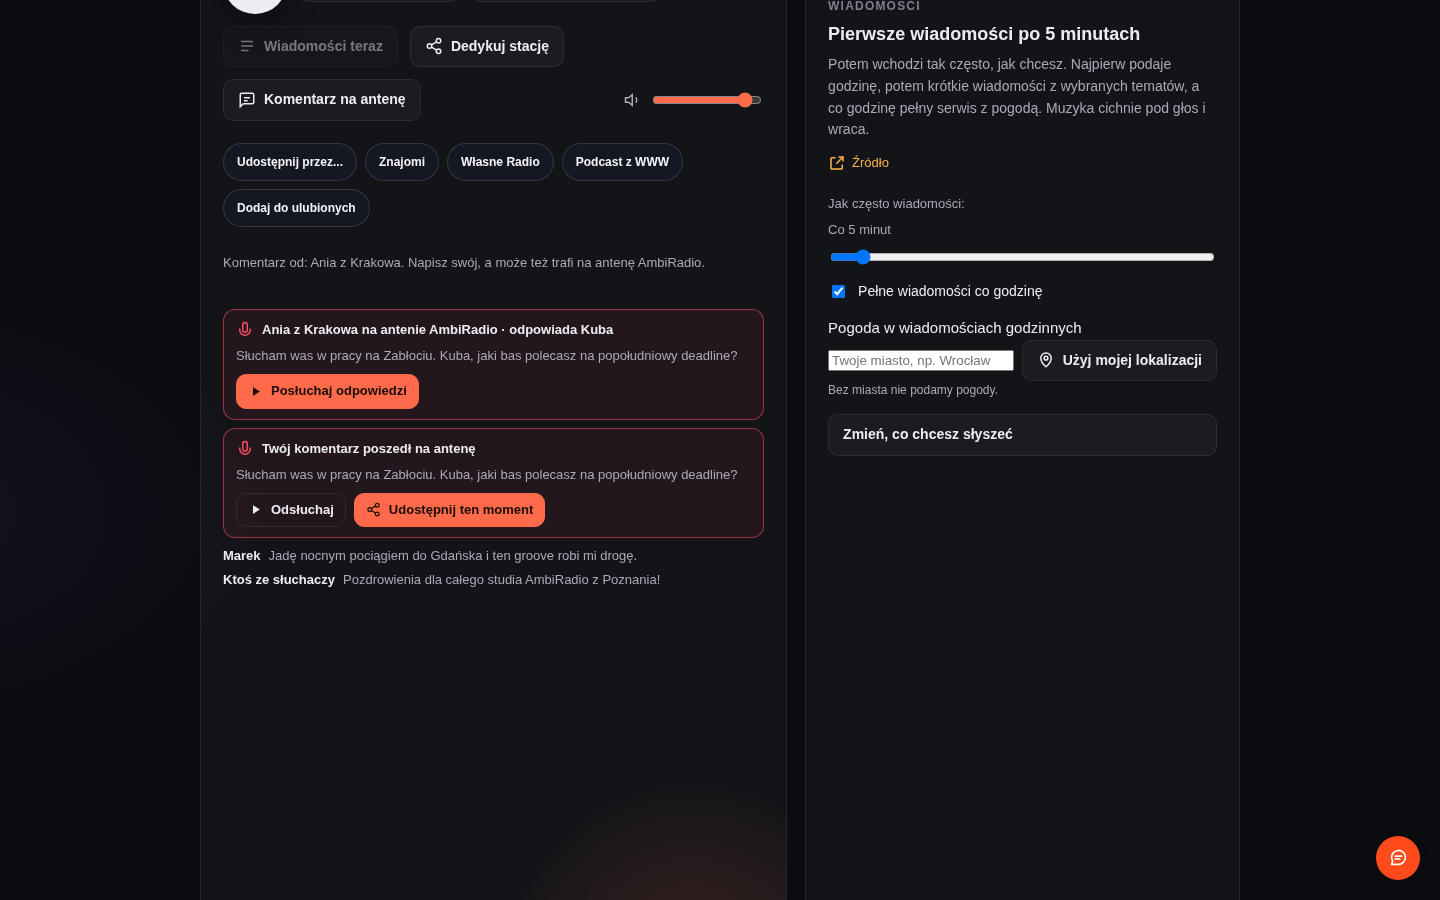 Wiadomości teraz
Dedykuj stację
Komentarz na antenę
Udostępnij przez...
Znajomi
Własne Radio
Podcast z WWW
Dodaj do ulubionych
Komentarz od: Ania z Krakowa. Napisz swój, a może też trafi na antenę AmbiRadio.
Ania z Krakowa na antenie AmbiRadio · odpowiada Kuba
Słucham was w pracy na Zabłociu. Kuba, jaki bas polecasz na popołudniowy deadline?
Posłuchaj odpowiedzi
Twój komentarz poszedł na antenę
Słucham was w pracy na Zabłociu. Kuba, jaki bas polecasz na popołudniowy deadline?
Odsłuchaj
Udostępnij ten moment
Marek Jadę nocnym pociągiem do Gdańska i ten groove robi mi drogę.
Ktoś ze słuchaczy Pozdrowienia dla całego studia AmbiRadio z Poznania!
WIADOMOŚCI
Pierwsze wiadomości po 5 minutach
Potem wchodzi tak często, jak chcesz. Najpierw podaje
godzinę, potem krótkie wiadomości z wybranych tematów, a
co godzinę pełny serwis z pogodą. Muzyka cichnie pod głos i
wraca.
Źródło
Jak często wiadomości:
Co 5 minut
Pełne wiadomości co godzinę
Pogoda w wiadomościach godzinnych
Twoje miasto, np. Wrocław
Użyj mojej lokalizacji
Bez miasta nie podamy pogody.
Zmień, co chcesz słyszeć